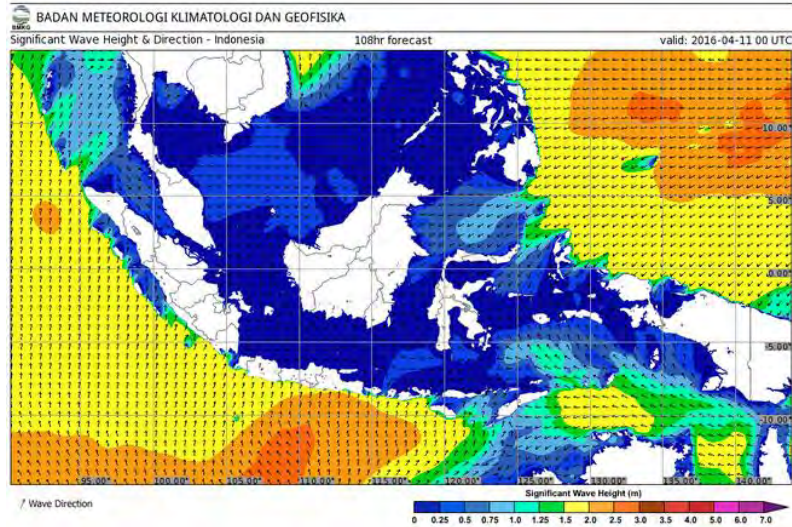 BMKG
BADAN METEOROLOGI KLIMATOLOGI DAN GEOFISIKA
Significant Wave Height & Direction - Indonesia 108hr forecast valid: 2016-04-11 00 UTC
10.00°
5.00°
0.00°
-5.00°
-10.00°
95.00° 100.00° 105.00° 110.00° 115.00° 120.00° 125.00° 130.00° 135.00° 140.00°
Wave Direction
Significant Wave Height (m)
0 0.25 0.5 0.75 1.0 1.25 1.5 2.0 2.5 3.0 3.5 4.0 5.0 6.0 7.0